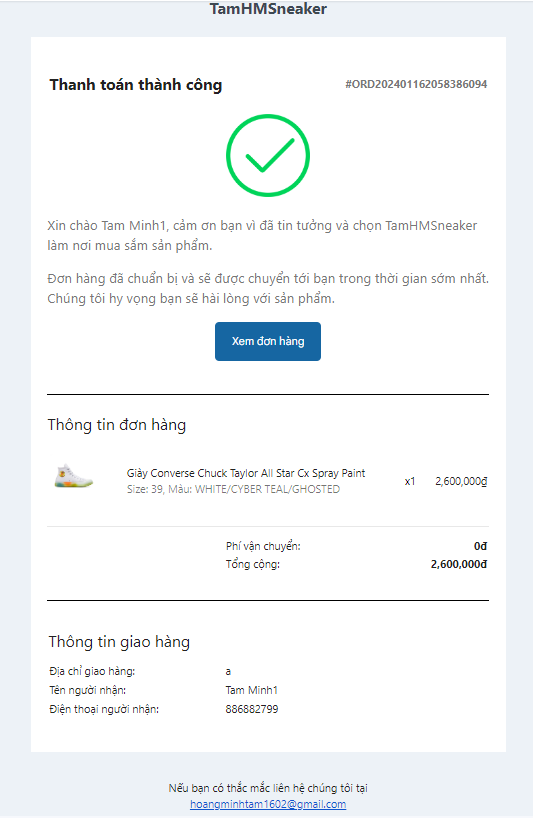 TamHMSneaker
Thanh toán thành công
#ORD202401162058386094
Xin chào Tam Minh1, cảm ơn bạn vì đã tin tưởng và chọn TamHMSneaker
làm nơi mua sắm sản phẩm.
Đơn hàng đã chuẩn bị và sẽ được chuyển tới bạn trong thời gian sớm nhất.
Chúng tôi hy vọng bạn sẽ hài lòng với sản phẩm.
Xem đơn hàng
Thông tin đơn hàng
Giày Converse Chuck Taylor All Star Cx Spray Paint
Size: 39, Màu: WHITE/CYBER TEAL/GHOSTED
x1 2,600,000₫
Phí vận chuyển: 0đ
Tổng cộng: 2,600,000đ
Thông tin giao hàng
Địa chỉ giao hàng: a
Tên người nhận: Tam Minh1
Điện thoại người nhận: 886882799
Nếu bạn có thắc mắc liên hệ chúng tôi tại
hoangminhtam1602@gmail.com